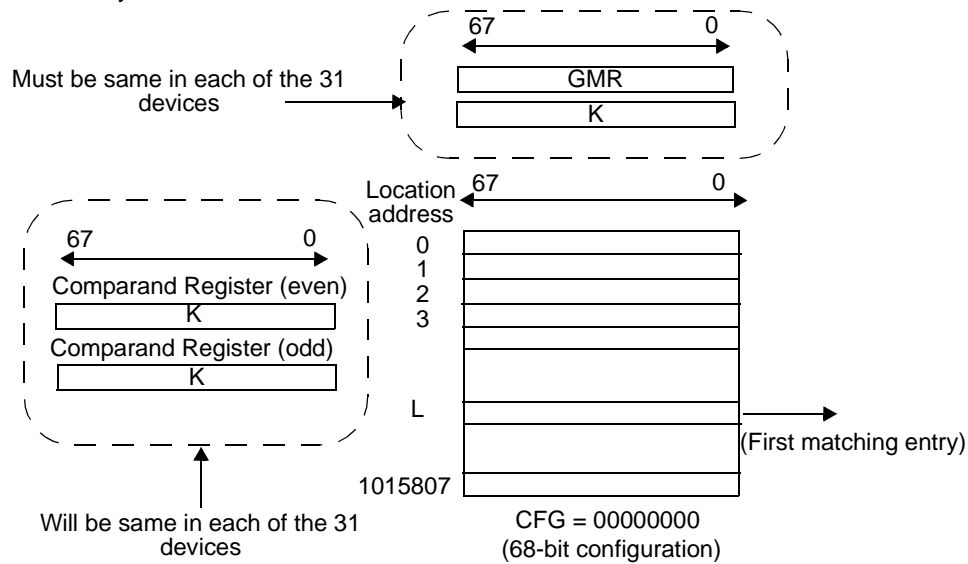 67 0
Must be same in each of the 31
devices
GMR
K
Location
address
67 0
0
1
2
3
L
1015807
(First matching entry)
67 0
Comparand Register (even)
K
Comparand Register (odd)
K
Will be same in each of the 31
devices
CFG = 00000000
(68-bit configuration)